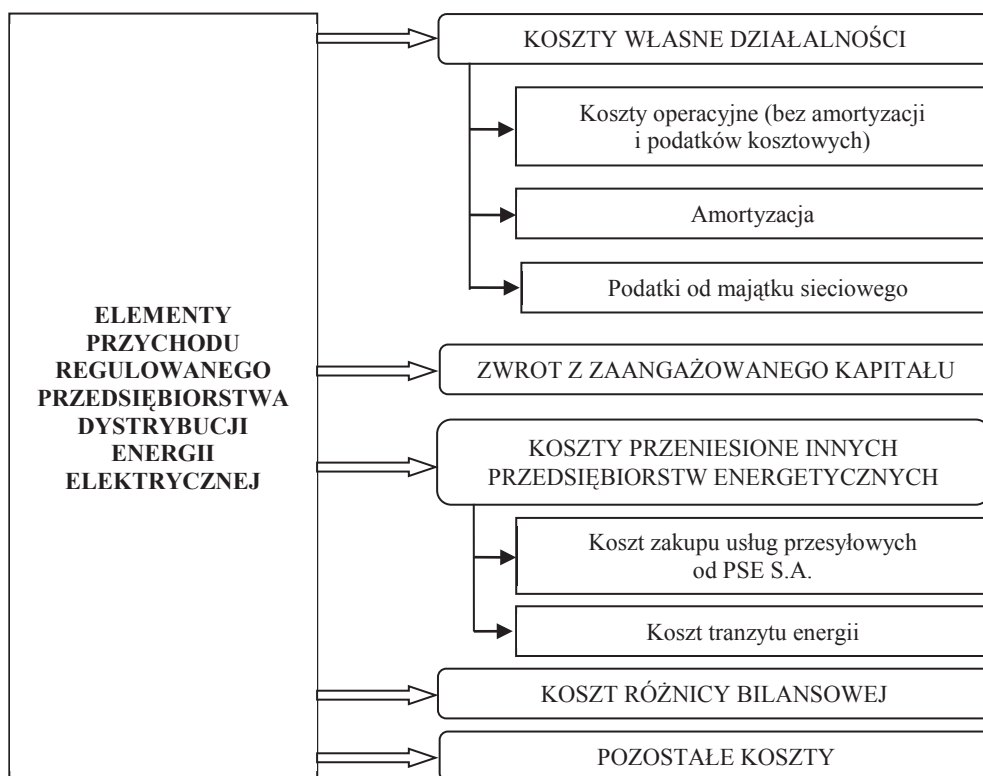 KOSZTY WŁASNE DZIAŁALNOŚCI
Koszty operacyjne (bez amortyzacji
i podatków kosztowych)
Amortyzacja
Podatki od majątku sieciowego
ELEMENTY
PRZYCHODU
REGULOWANEGO
PRZEDSIĘBIORSTWA
DYSTRYBUCJI
ENERGII
ELEKTRYCZNEJ
ZWROT Z ZAANGAŻOWANEGO KAPITAŁU
KOSZTY PRZENIESIONE INNYCH
PRZEDSIĘBIORSTW ENERGETYCZNYCH
Koszt zakupu usług przesyłowych
od PSE S.A.
Koszt tranzytu energii
KOSZT RÓŻNICY BILANSOWEJ
POZOSTAŁE KOSZTY